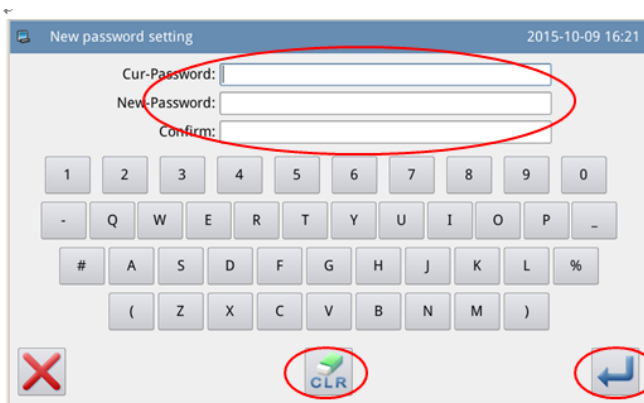 New password setting 2015-10-09 16:21
Cur-Password:
New-Password:
Confirm:
1 2 3 4 5 6 7 8 9 0
- Q W E R T Y U I O P _
# A S D F G H J K L %
( Z X C V B N M )
CLR